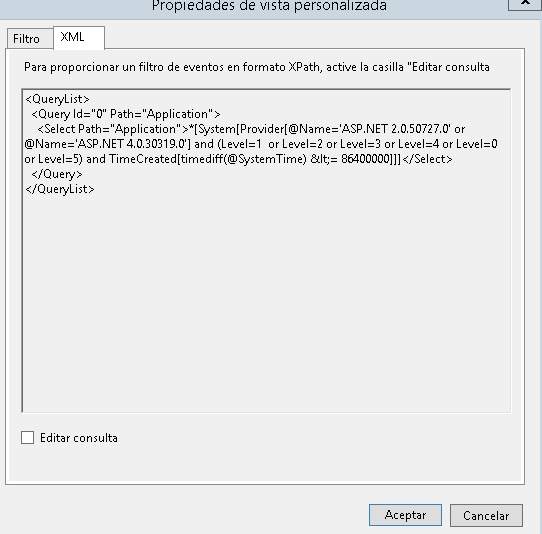 Propiedades de vista personalizada
x
Filtro
XML
Para proporcionar un filtro de eventos en formato XPath, active la casilla "Editar consulta
<QueryList>
<Query Id="0" Path="Application">
<Select Path="Application">*[System[Provider[@Name='ASP.NET 2.0.50727.0' or
@Name='ASP.NET 4.0.30319.0'] and (Level=1  or Level=2 or Level=3 or Level=4 or Level=0
or Level=5) and TimeCreated[timediff(@SystemTime) &lt;= 86400000]]]</Select>
</Query>
</QueryList>
Editar consulta
Aceptar
Cancelar